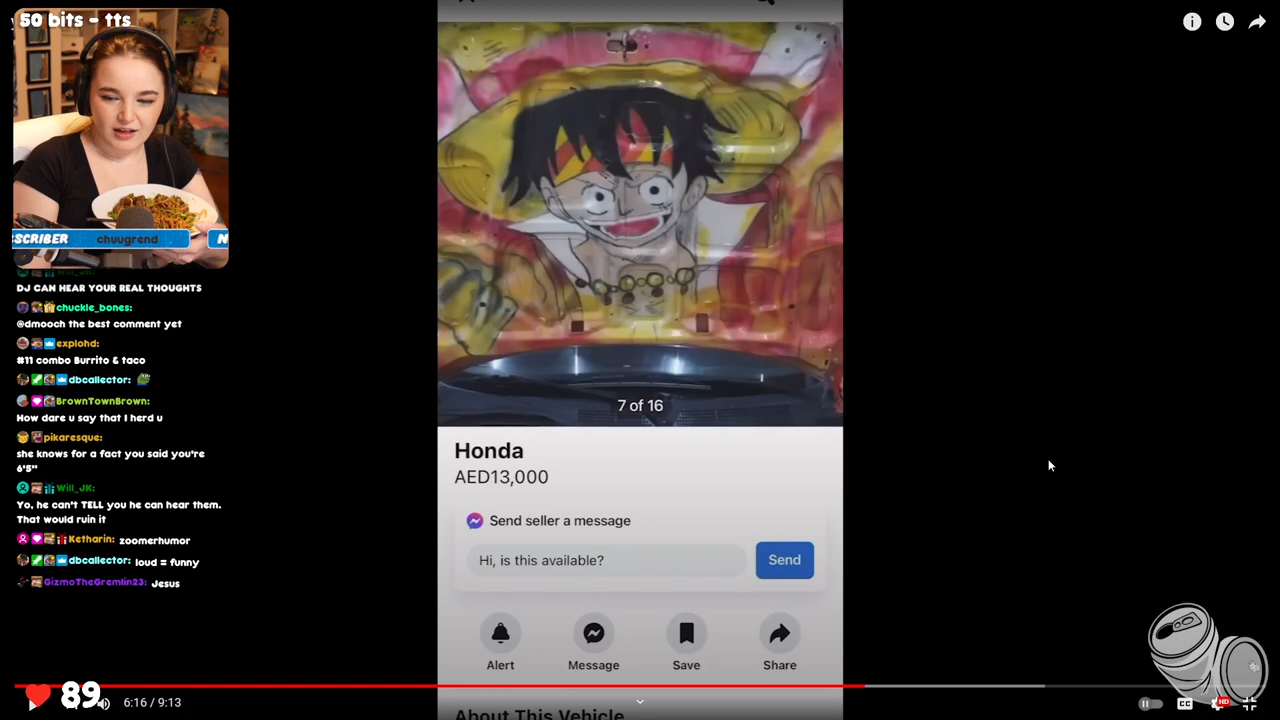 50 bits - tts
SCRIBER chuugrend N
Will_JK:
DJ CAN HEAR YOUR REAL THOUGHTS
chuckle_bones:
@dmooch the best comment yet
explohd:
#11 combo Burrito & taco
dbcallector:
BrownTownBrown:
How dare u say that I herd u
pikaresque:
she knows for a fact you said you're
6'5"
Will_JK:
Yo, he can't TELL you he can hear them.
That would ruin it
Ketharin: zoomerhumor
dbcallector: loud = funny
GizmoTheGremlin23: Jesus
7 of 16
Honda
AED13,000
Send seller a message
Hi, is this available?
Send
Alert
Message
Save
Share
About This Vehicle
89
6:16 / 9:13
CC
HD